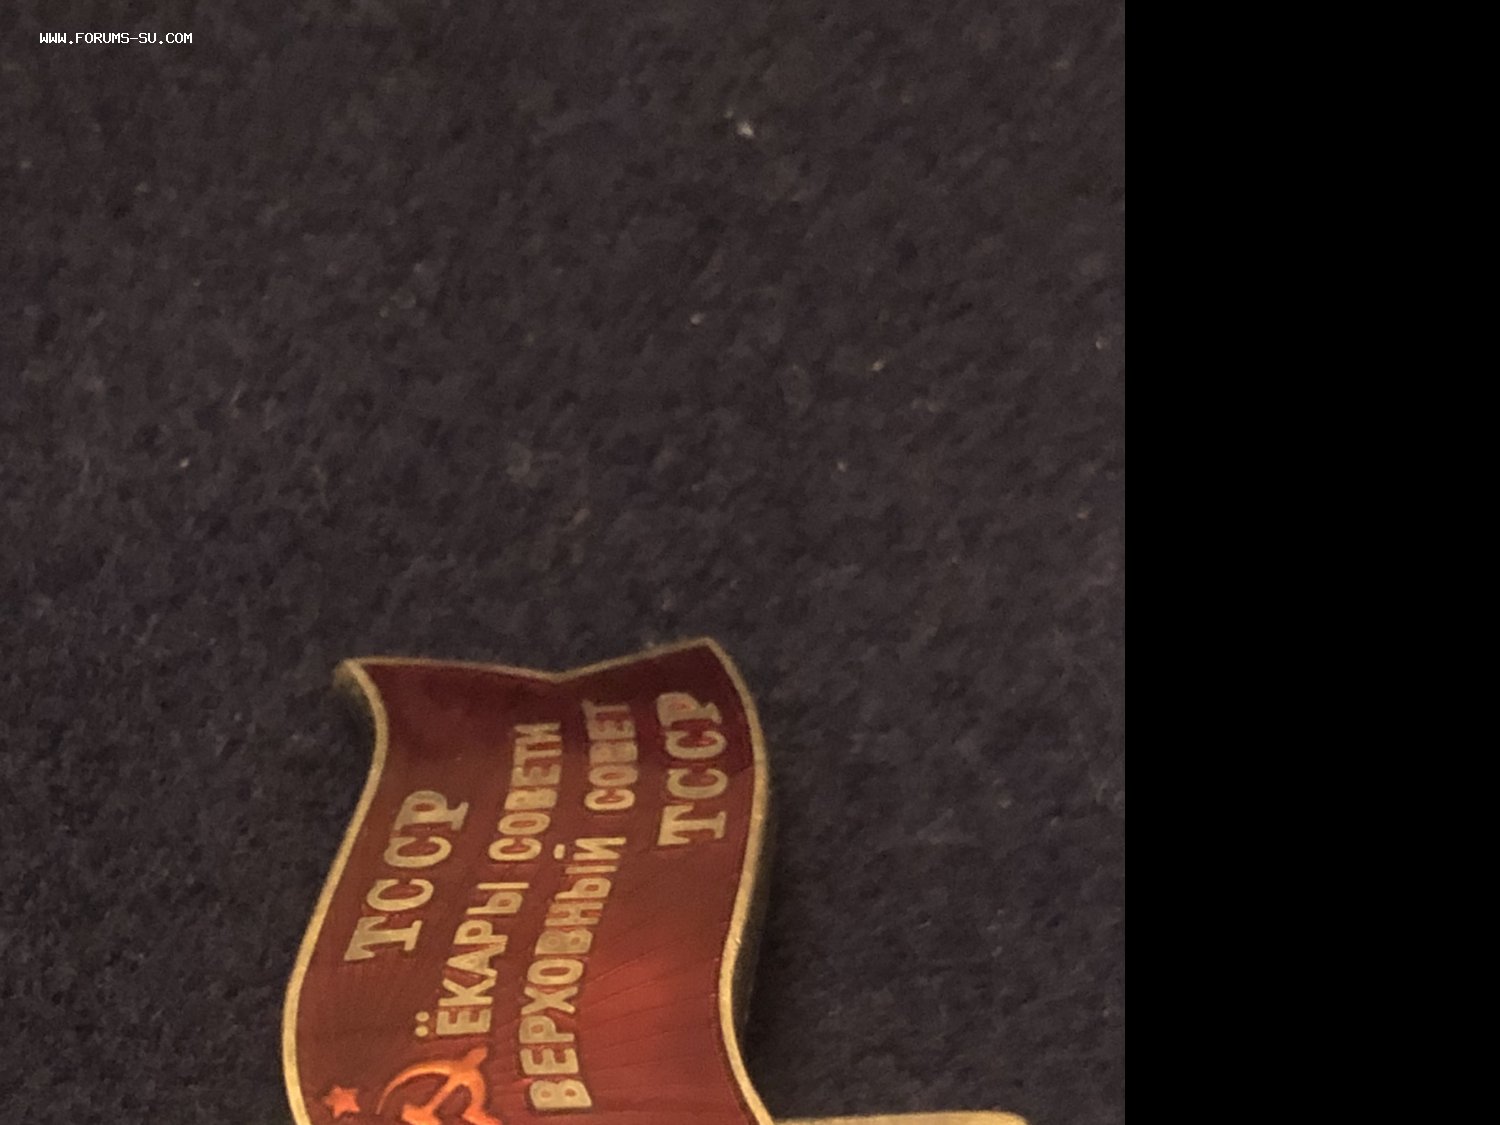 WWW.FORUMS-SU.COM
ТССР
ЁКАРЫ СОВЕТИ
ВЕРХОВНЫЙ СОВЕТ
ТССР